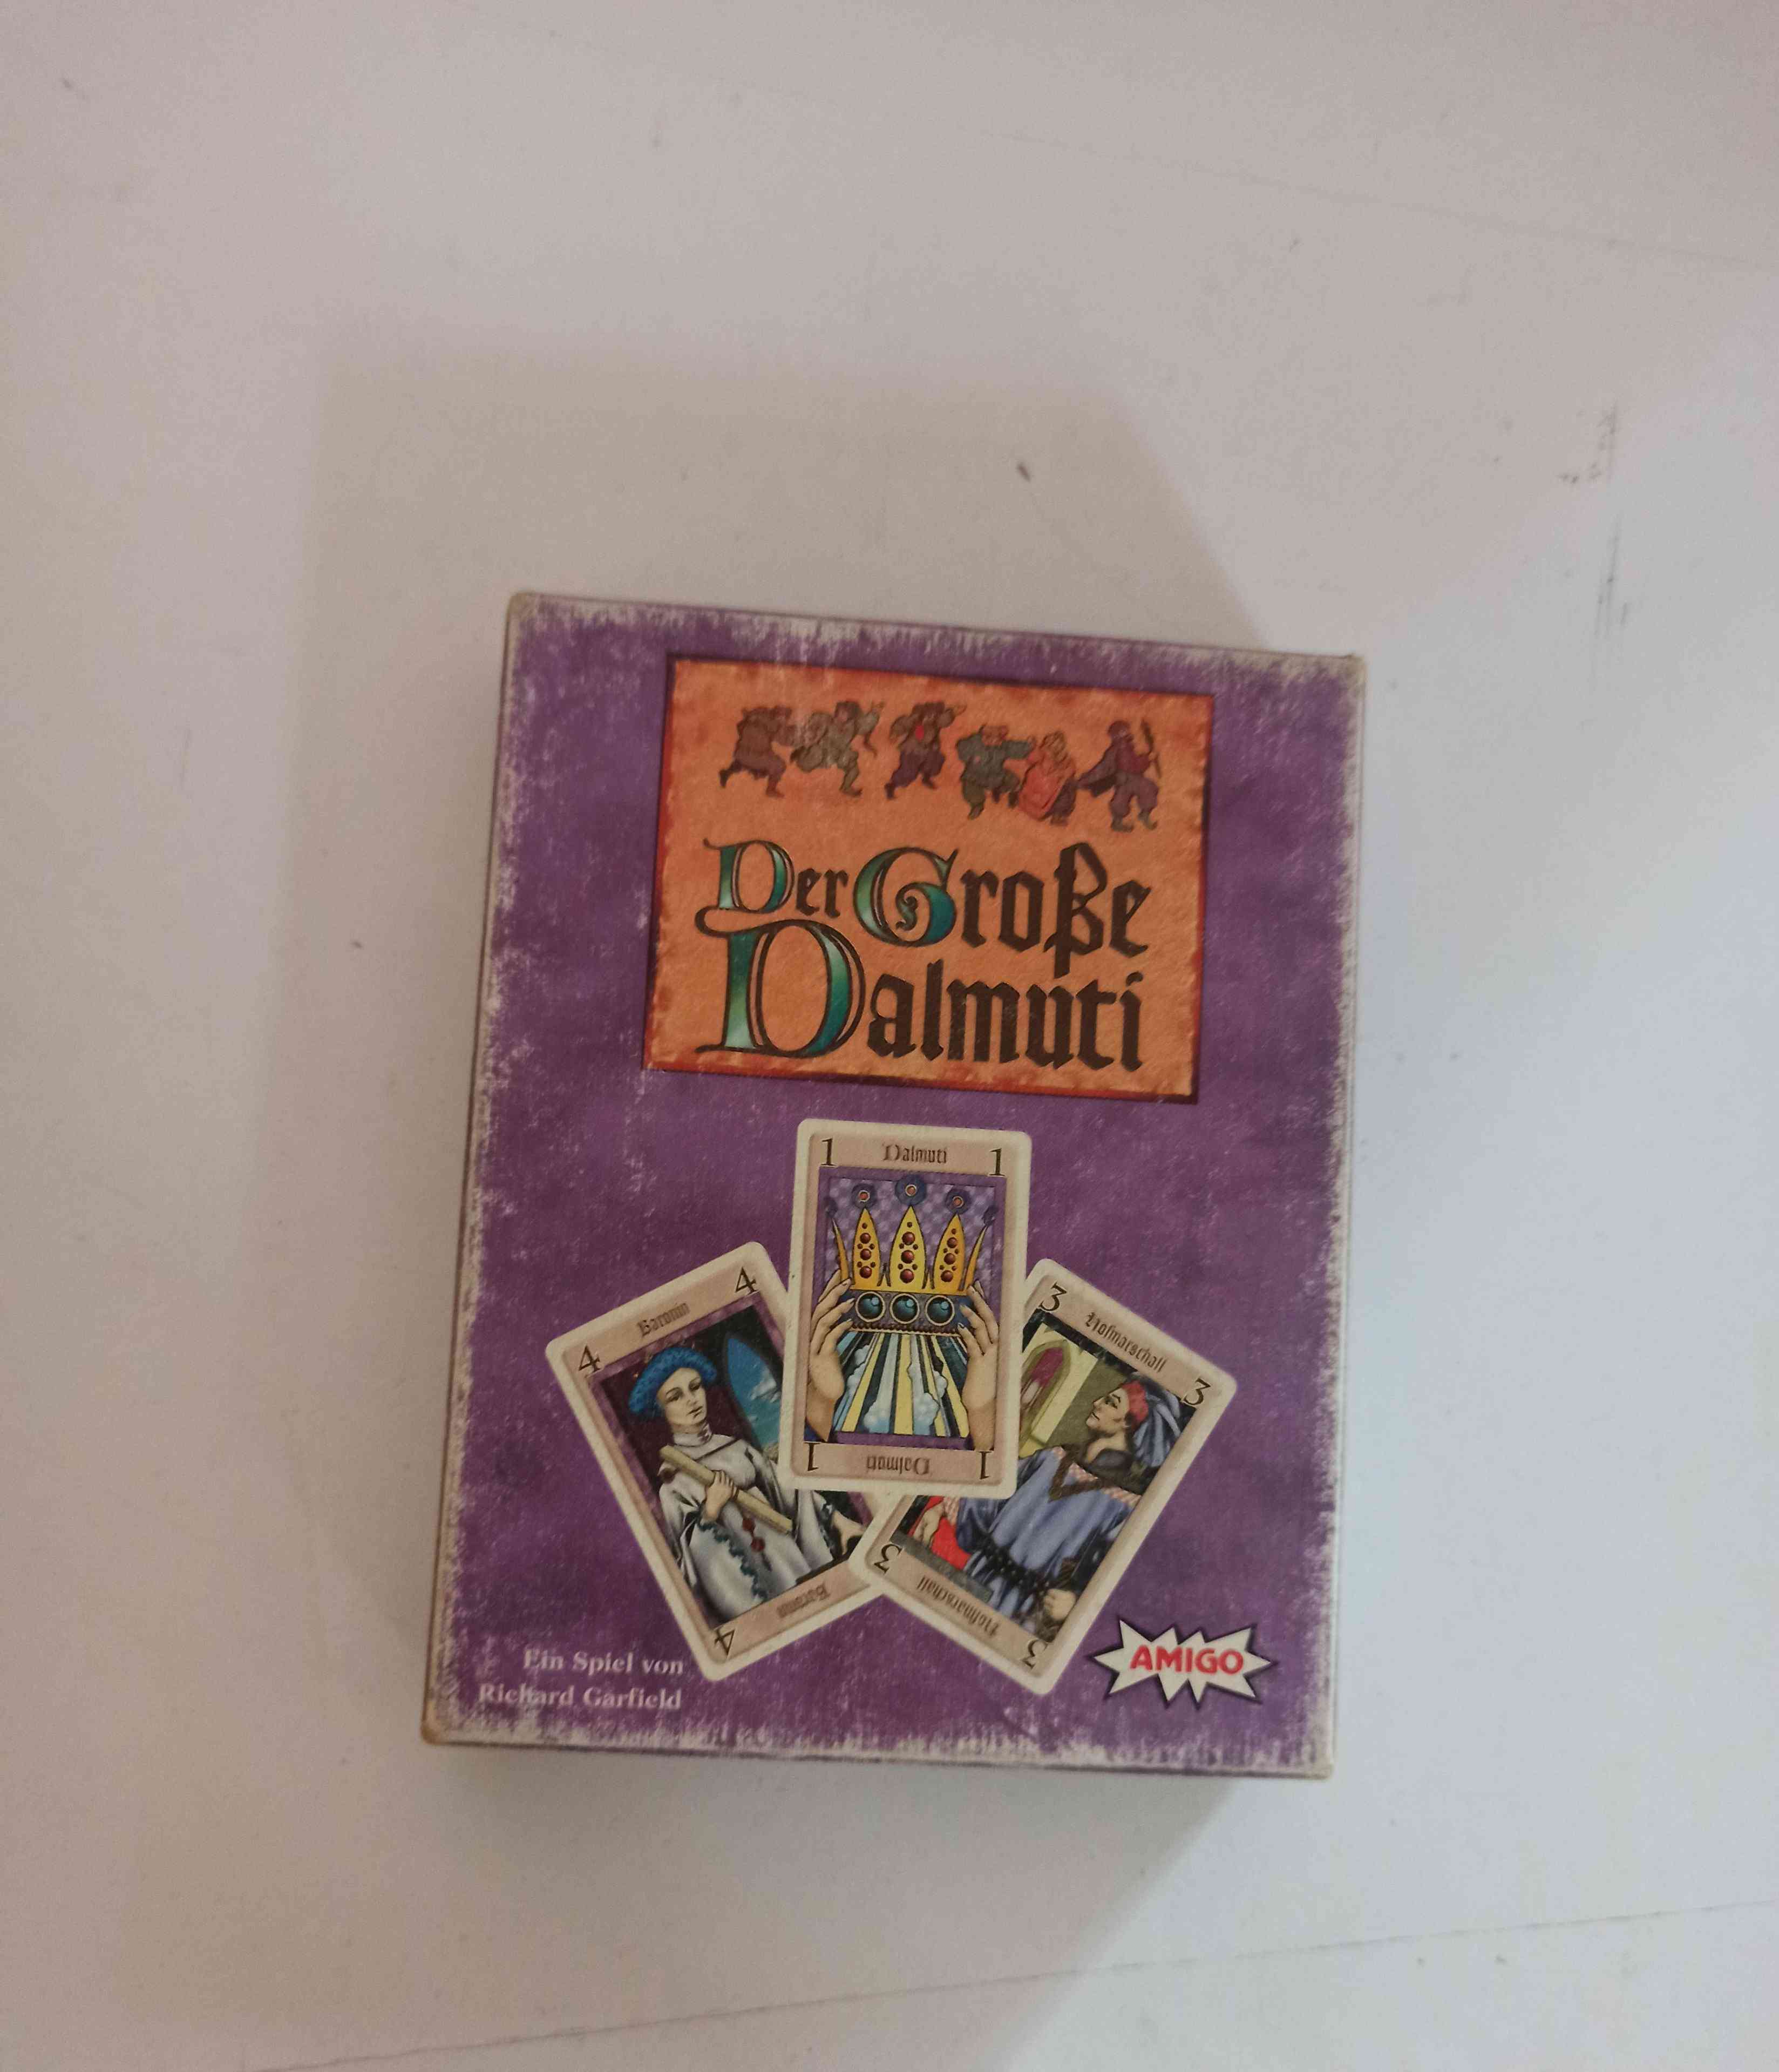 Der Große
Dalmuti
1 Dalmuti 1
4 Baronin 4
3 Hofmarschall 3
1 Dalmuti 1
4 Baronin
3 Hofmarschall 3
Ein Spiel von
Richard Garfield
AMIGO